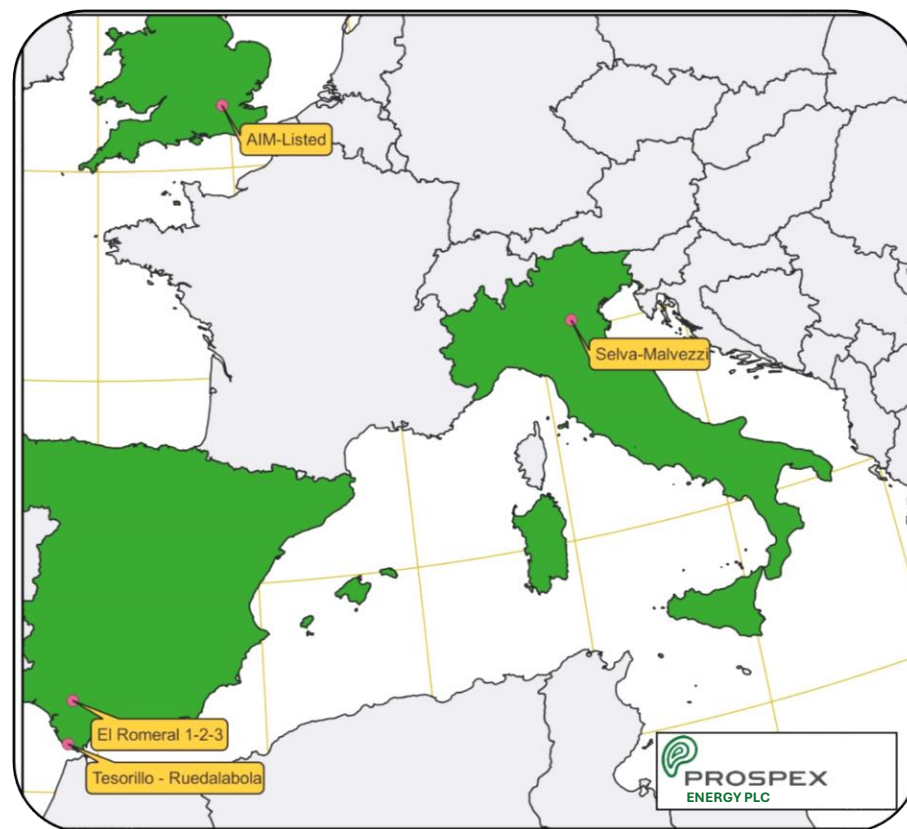 AIM-Listed
Selva-Malvezzi
El Romeral 1-2-3
Tesorillo - Ruedalabola
PROSPEX
ENERGY PLC